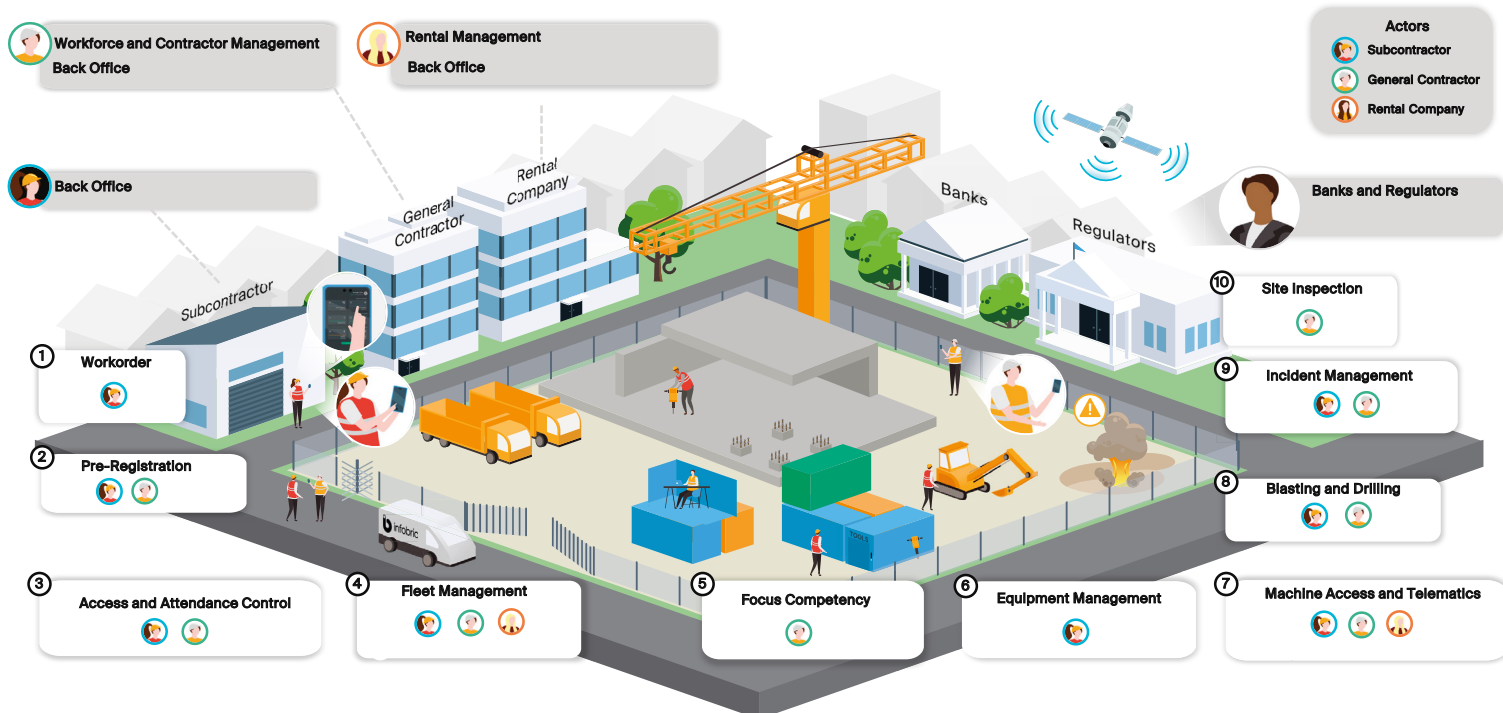 Workforce and Contractor Management
Back Office
Rental Management
Back Office
Actors
Subcontractor
General Contractor
Rental Company
Back Office
Banks and Regulators
Rental
Company
General
Contractor
Subcontractor
Banks
Regulators
1
Workorder
2
Pre-Registration
3
Access and Attendance Control
4
Fleet Management
5
Focus Competency
6
Equipment Management
7
Machine Access and Telematics
8
Blasting and Drilling
9
Incident Management
10
Site Inspection
infobric
TOOLS